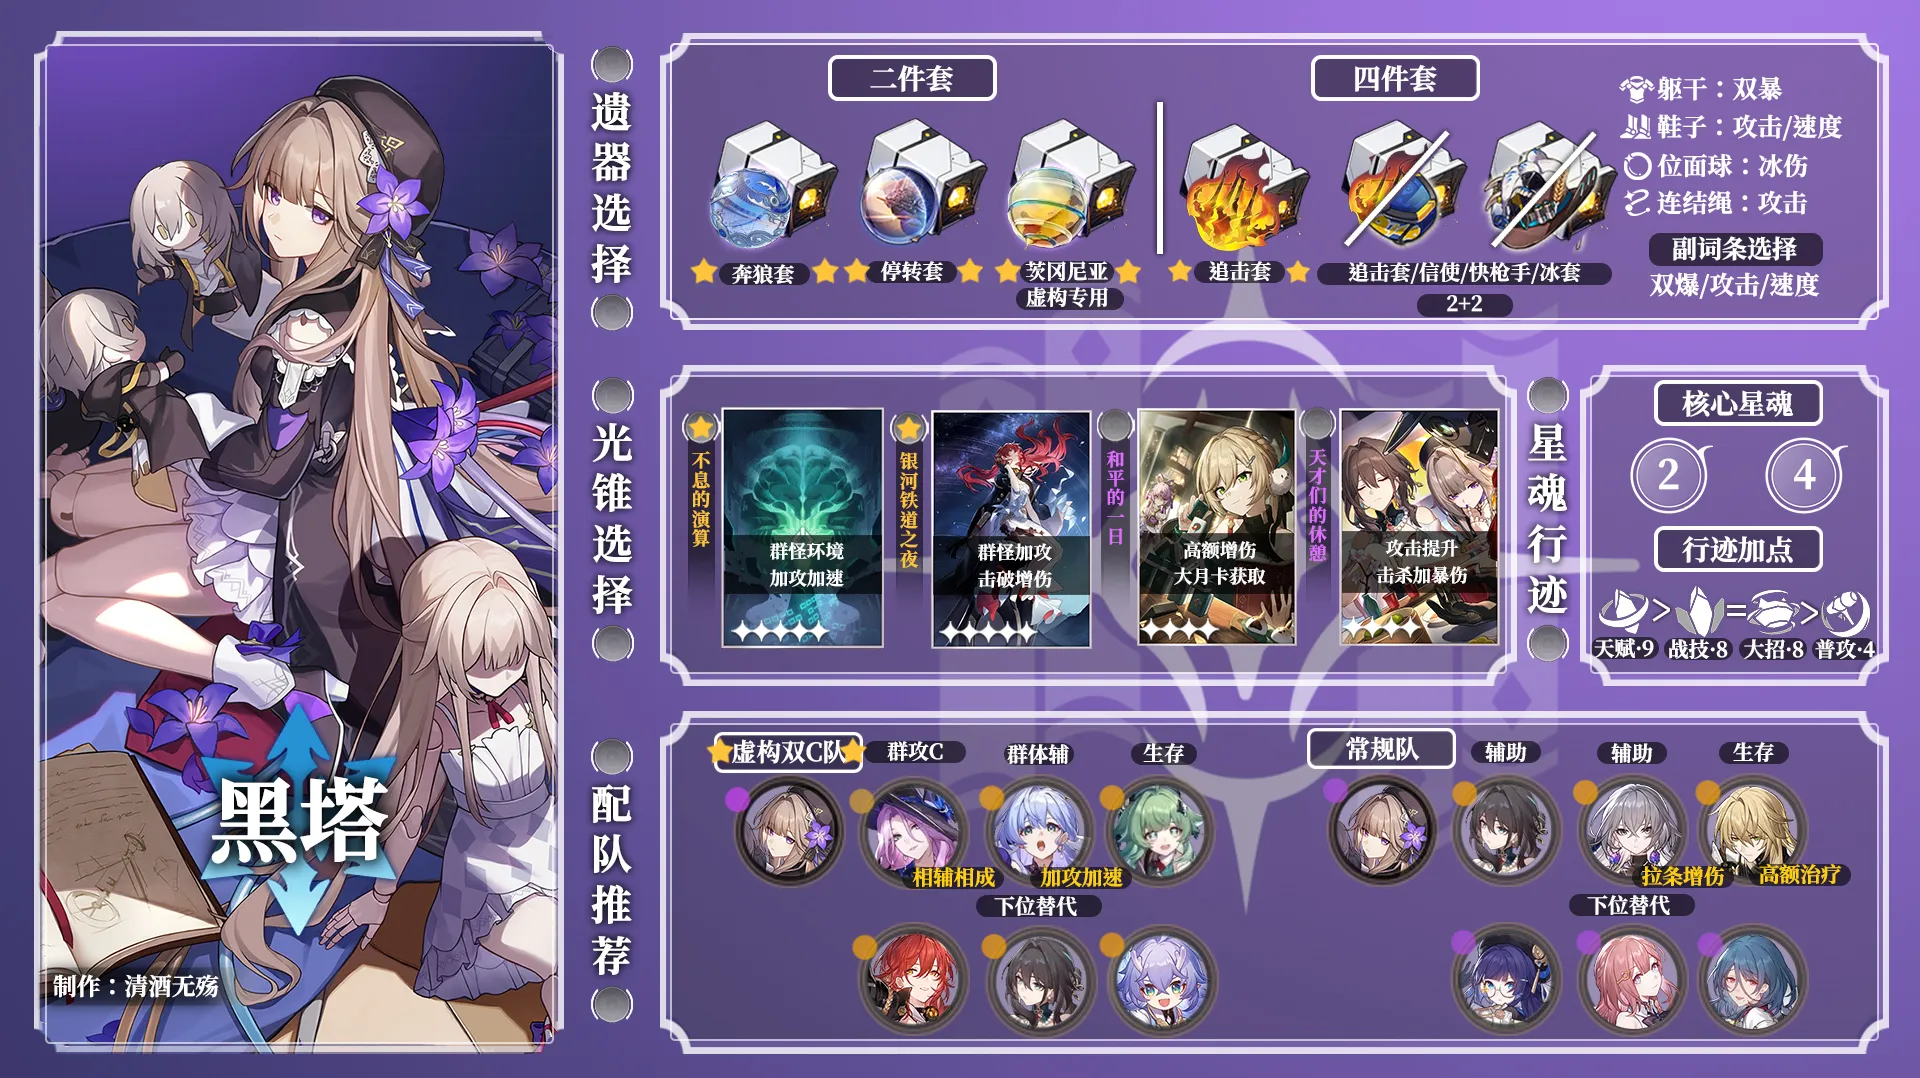 遗器选择
二件套
奔狼套
停转套
茨冈尼亚
虚构专用
四件套
追击套
追击套/信使/快枪手/冰套
2+2
躯干：双暴
鞋子：攻击/速度
位面球：冰伤
连结绳：攻击
副词条选择
双爆/攻击/速度
光锥选择
不息的演算
群怪环境
加攻加速
银河铁道之夜
群怪加攻
击破增伤
和平的一日
高额增伤
大月卡获取
天才们的休憩
攻击提升
击杀加暴伤
星魂行迹
核心星魂
2
4
行迹加点
>
=
>
天赋·9
战技·8
大招·8
普攻·4
配队推荐
虚构双C队
群攻C
群体辅
生存
相辅相成
加攻加速
下位替代
常规队
辅助
辅助
生存
拉条增伤
高额治疗
下位替代
黑塔
制作：清酒无殇